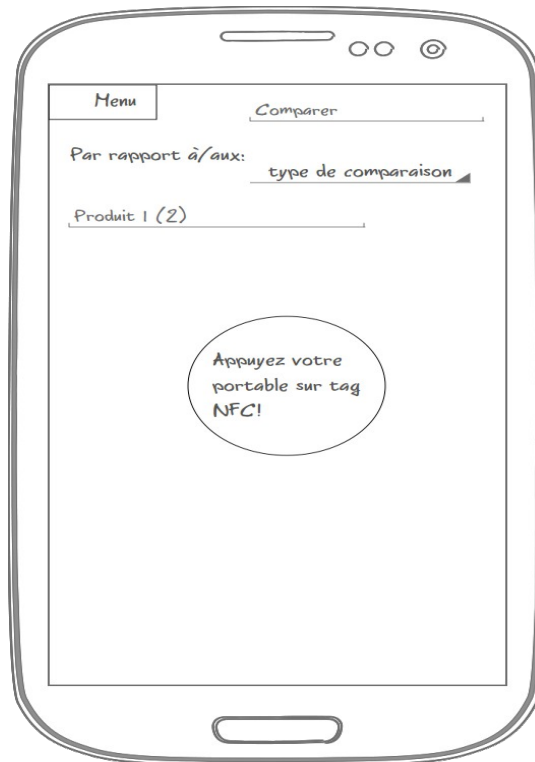 Menu
Comparer
Par rapport à/aux:
type de comparaison
Produit 1 (2)
Appuyez votre
portable sur tag
NFC!